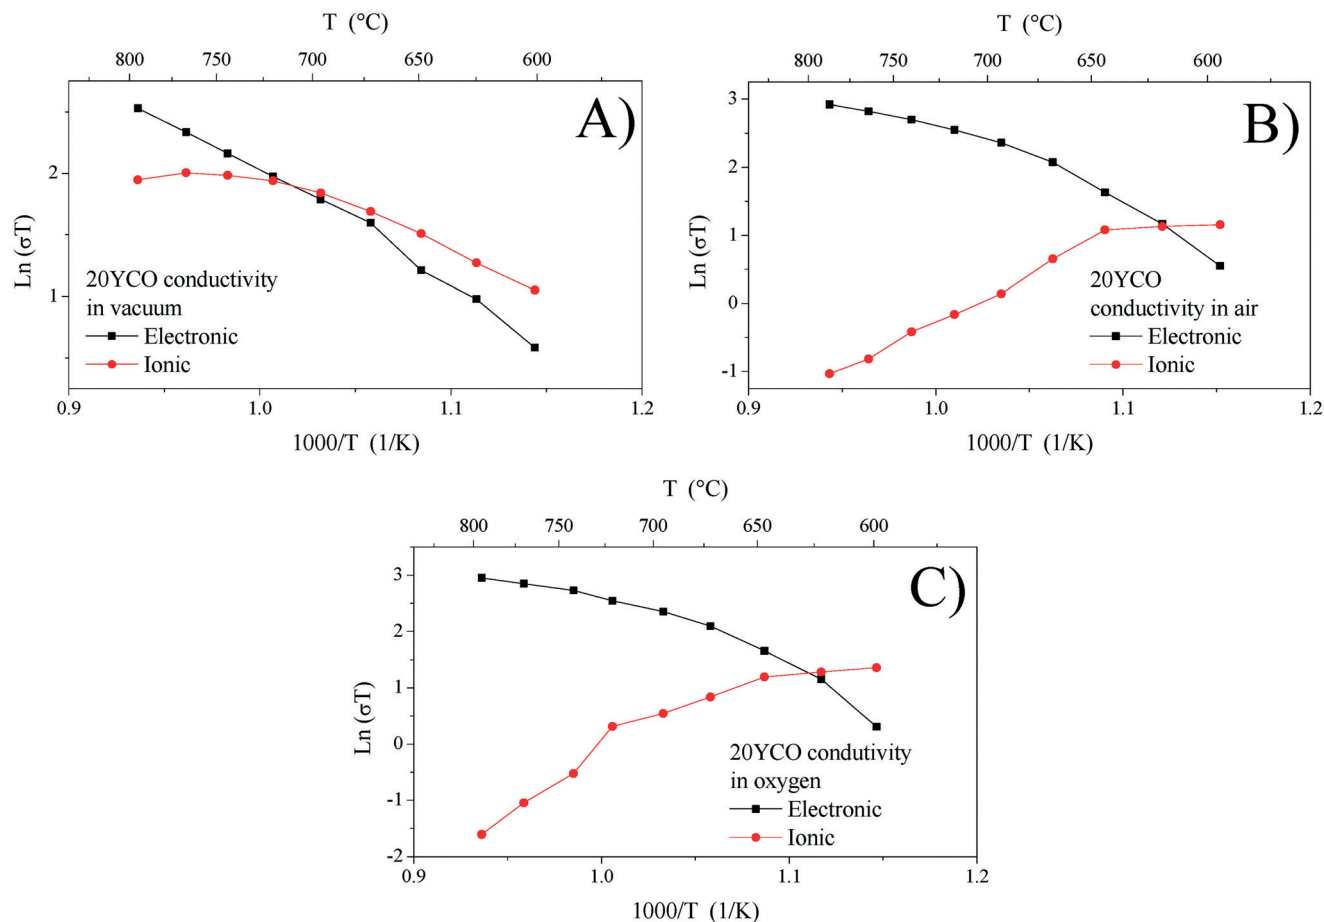 T (°C)
800 750 700 650 600
A)
2
1
Ln (σT)
20YCO conductivity
in vacuum
Electronic
Ionic
0.9 1.0 1.1 1.2
1000/T (1/K)
T (°C)
800 750 700 650 600
B)
3
2
1
0
-1
Ln (σT)
20YCO
conductivity in air
Electronic
Ionic
0.9 1.0 1.1 1.2
1000/T (1/K)
T (°C)
800 750 700 650 600
C)
3
2
1
0
-1
-2
Ln (σT)
20YCO condutivity
in oxygen
Electronic
Ionic
0.9 1.0 1.1 1.2
1000/T (1/K)